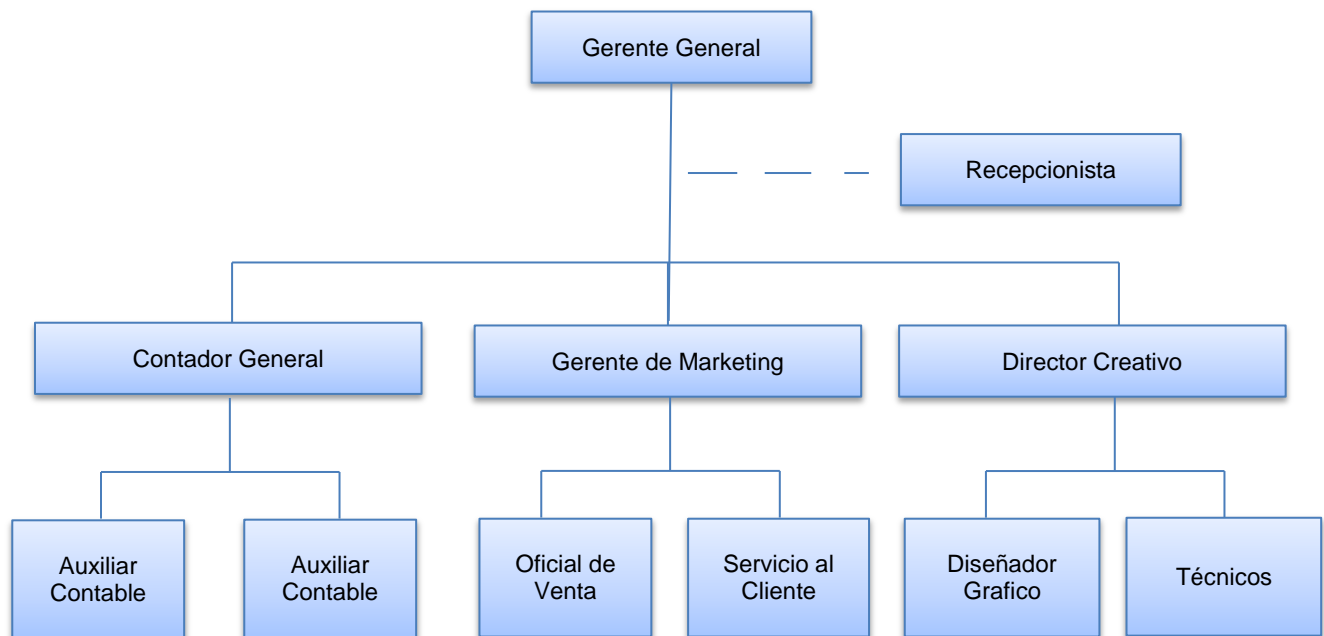 Gerente General
Recepcionista
Contador General
Gerente de Marketing
Director Creativo
Auxiliar
Contable
Auxiliar
Contable
Oficial de
Venta
Servicio al
Cliente
Diseñador
Grafico
Técnicos